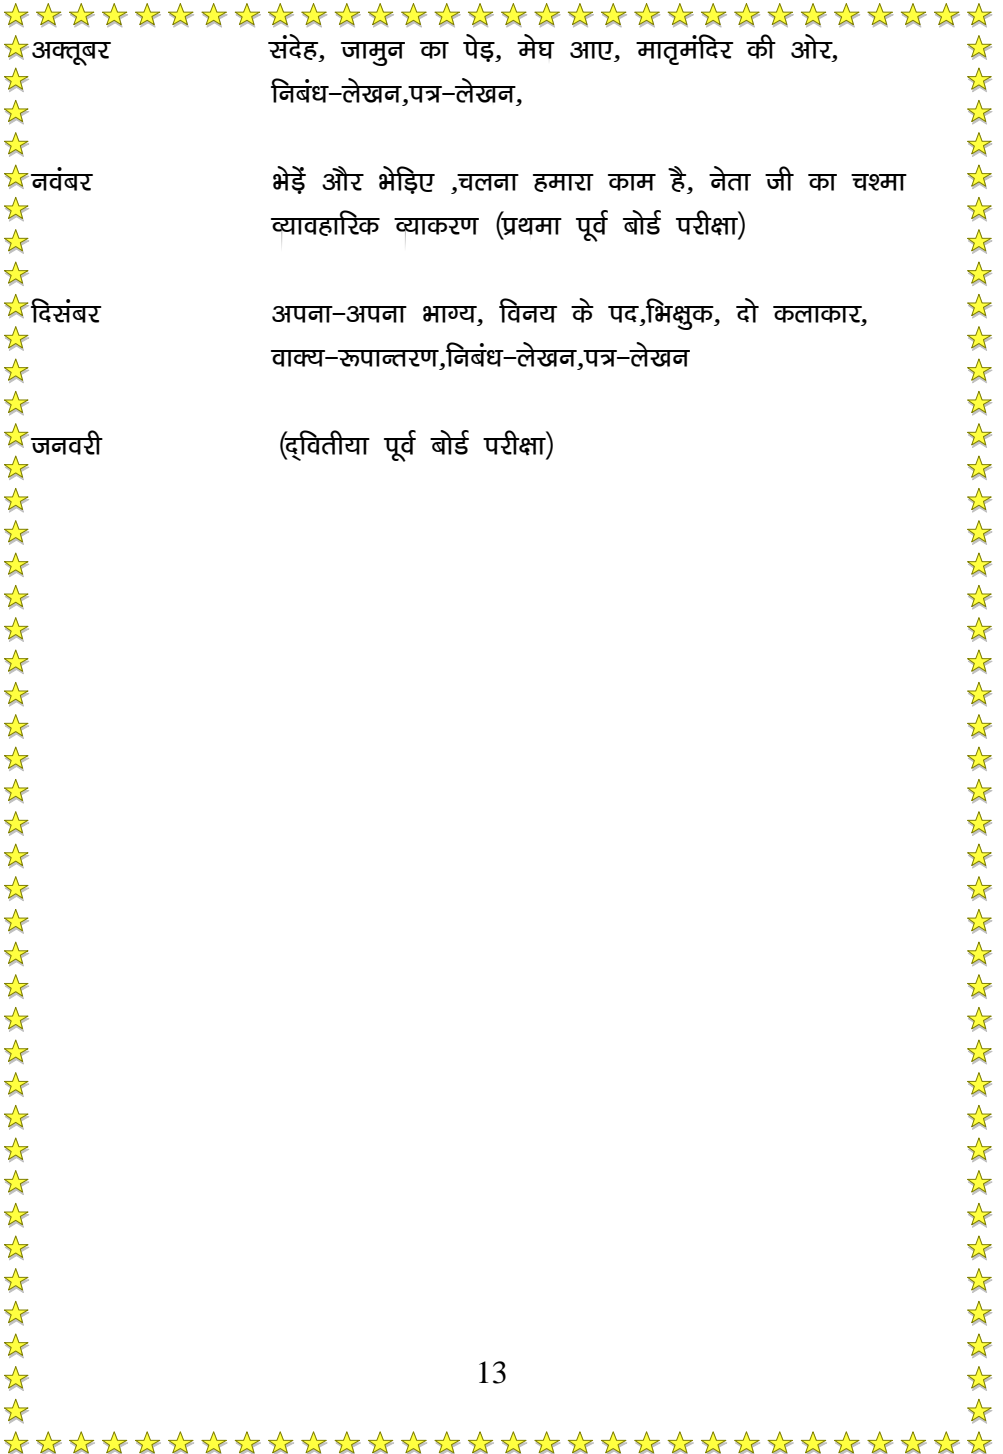 अक्तूबर संदेह, जामुन का पेड़, मेघ आए, मातृमंदिर की ओर,
निबंध–लेखन,पत्र–लेखन,
नवंबर भेड़ें और भेड़िए ,चलना हमारा काम है, नेता जी का चश्मा
व्यावहारिक व्याकरण (प्रथमा पूर्व बोर्ड परीक्षा)
दिसंबर अपना–अपना भाग्य, विनय के पद,भिक्षुक, दो कलाकार,
वाक्य–रूपान्तरण,निबंध–लेखन,पत्र–लेखन
जनवरी (द्‌वितीया पूर्व बोर्ड परीक्षा)
13